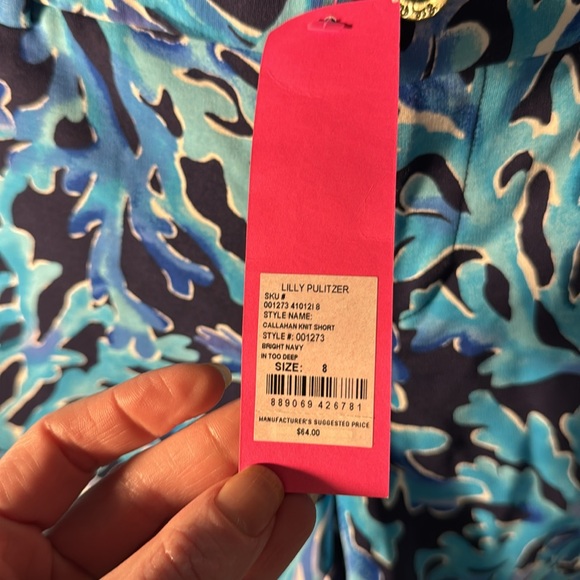 LILLY PULITZER
SKU #
001273 410121 8
STYLE NAME:
CALLAHAN KNIT SHORT
STYLE #: 001273
BRIGHT NAVY
IN TOO DEEP
SIZE: 8
889069 426781
MANUFACTURER'S SUGGESTED PRICE
$64.00